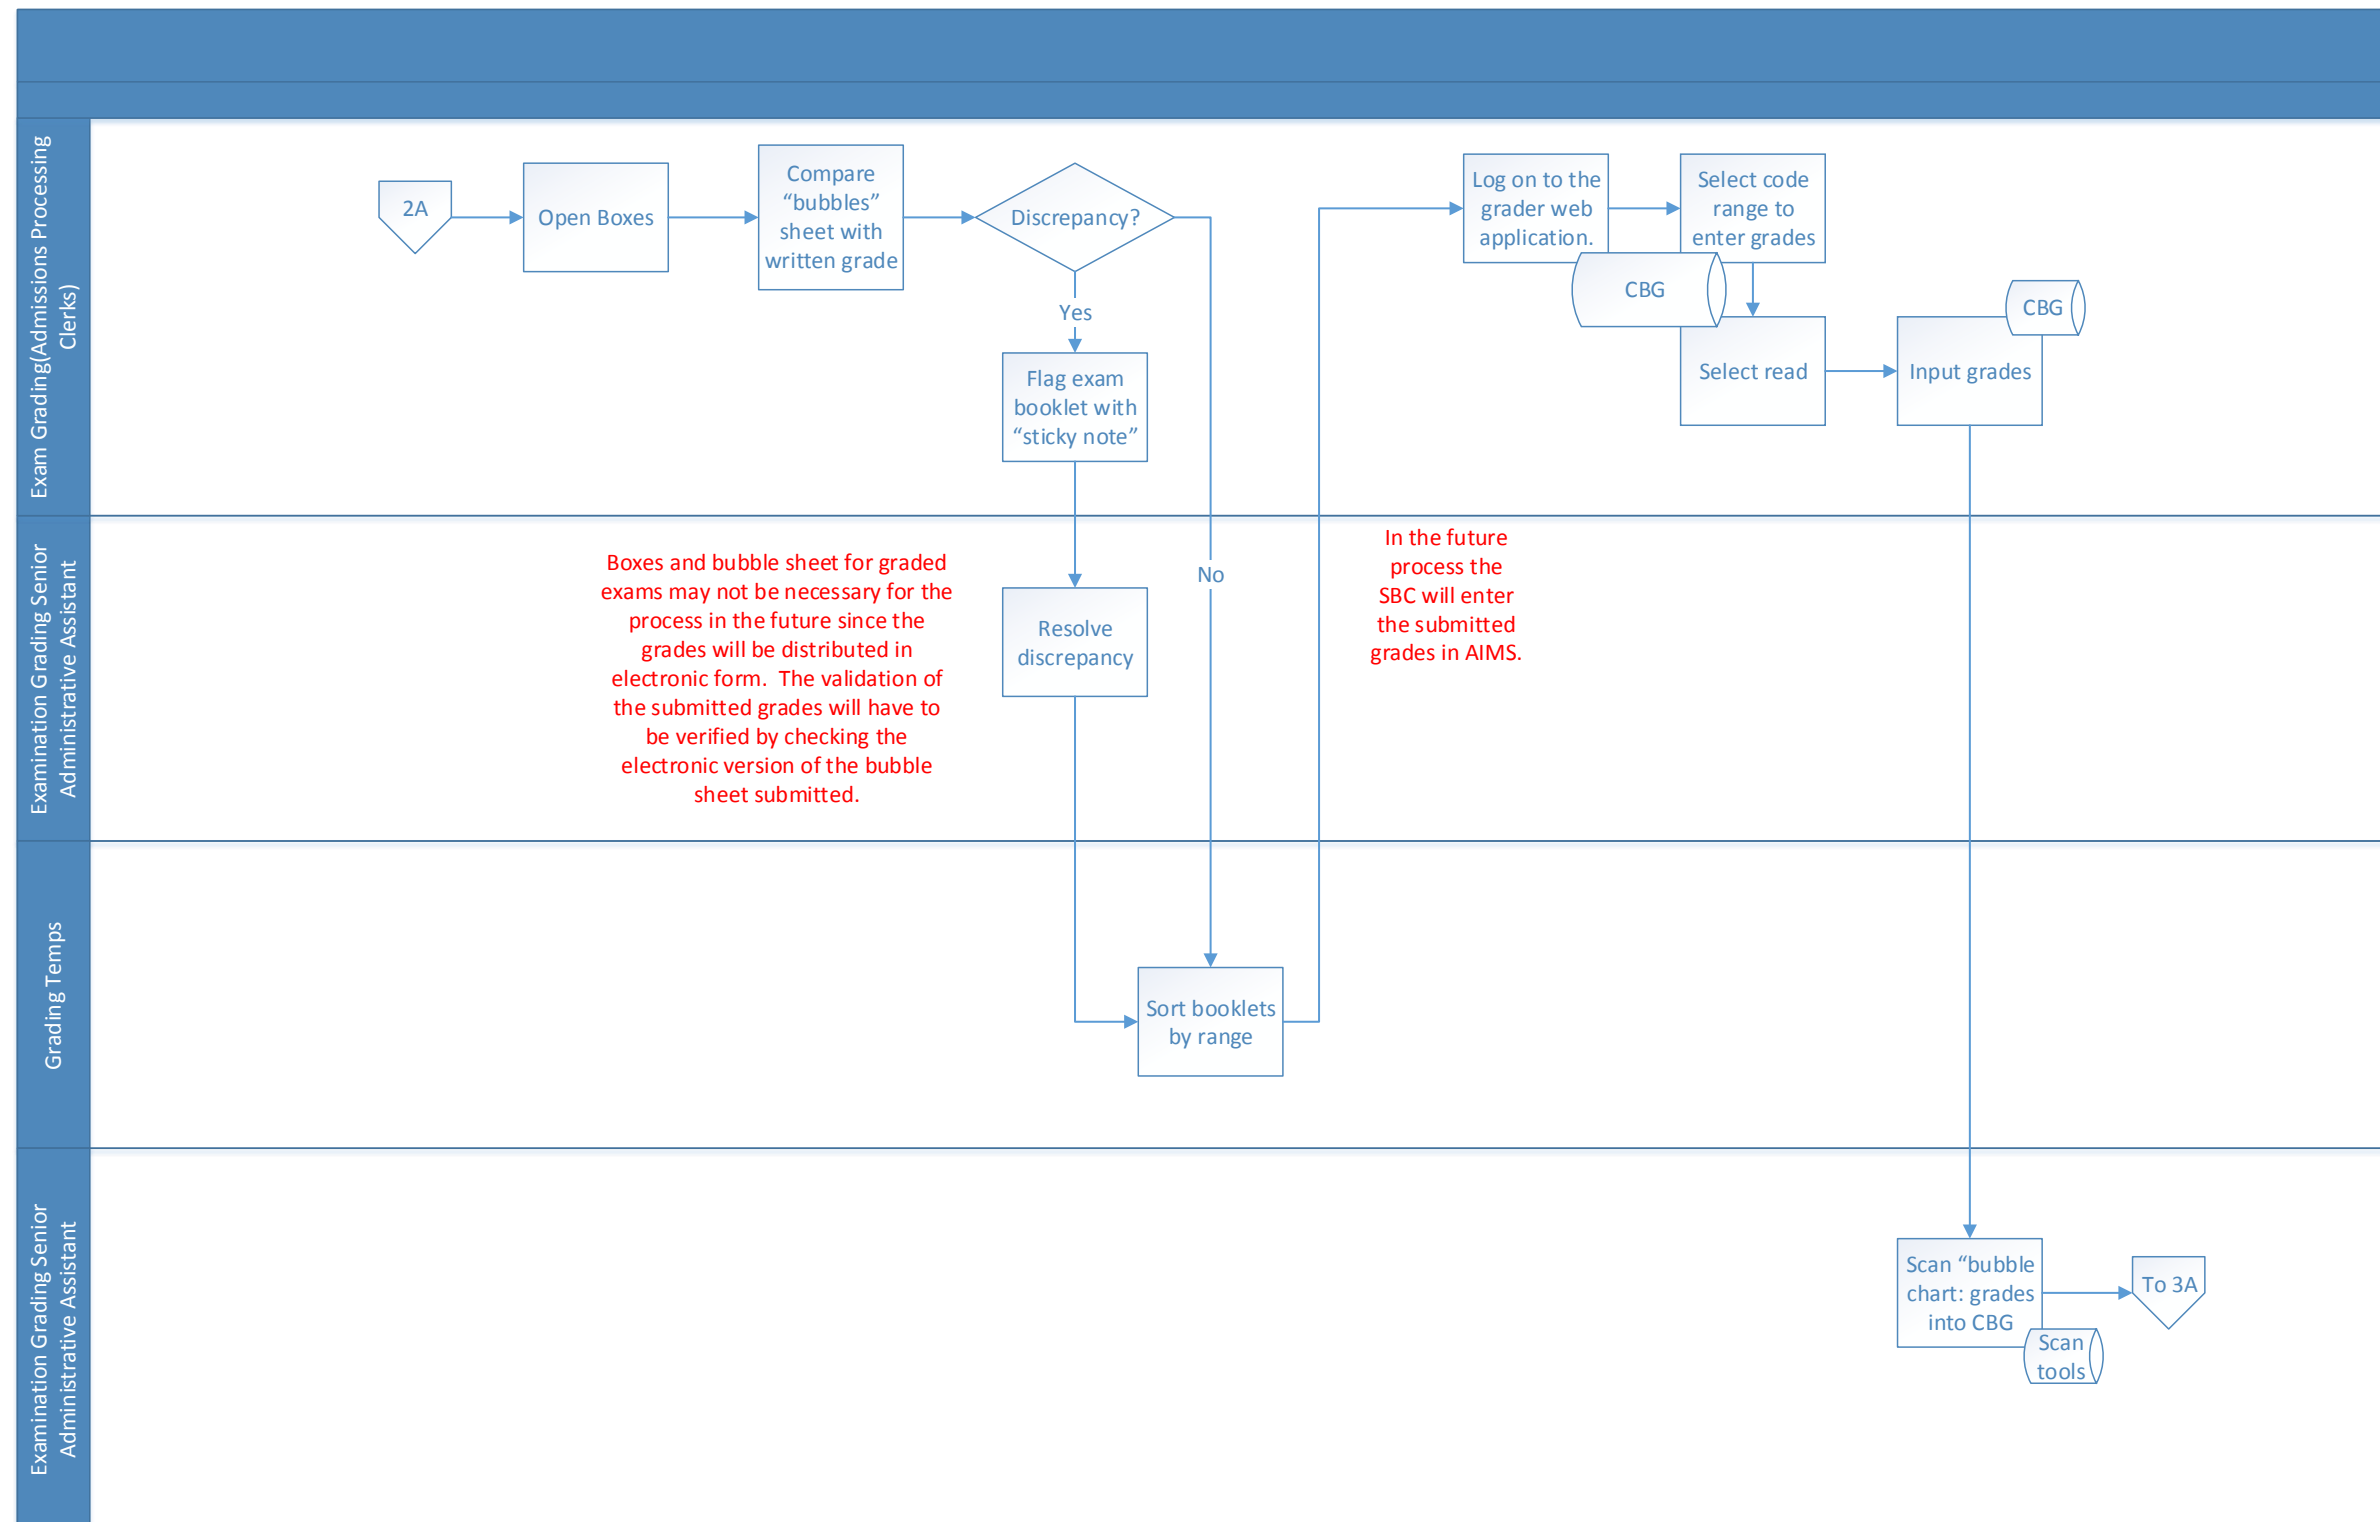 Exam Grading(Admissions Processing
Clerks)
2A
Open Boxes
Compare
“bubbles”
sheet with
written grade
Discrepancy?
Yes
Flag exam
booklet with
“sticky note”
No
Log on to the
grader web
application.
Select code
range to
enter grades
CBG
Select read
Input grades
CBG
Examination Grading Senior
Administrative Assistant
Boxes and bubble sheet for graded
exams may not be necessary for the
process in the future since the
grades will be distributed in
electronic form.  The validation of
the submitted grades will have to
be verified by checking the
electronic version of the bubble
sheet submitted.
Resolve
discrepancy
In the future
process the
SBC will enter
the submitted
grades in AIMS.
Grading Temps
Sort booklets
by range
Examination Grading Senior
Administrative Assistant
Scan “bubble
chart: grades
into CBG
Scan
tools
To 3A